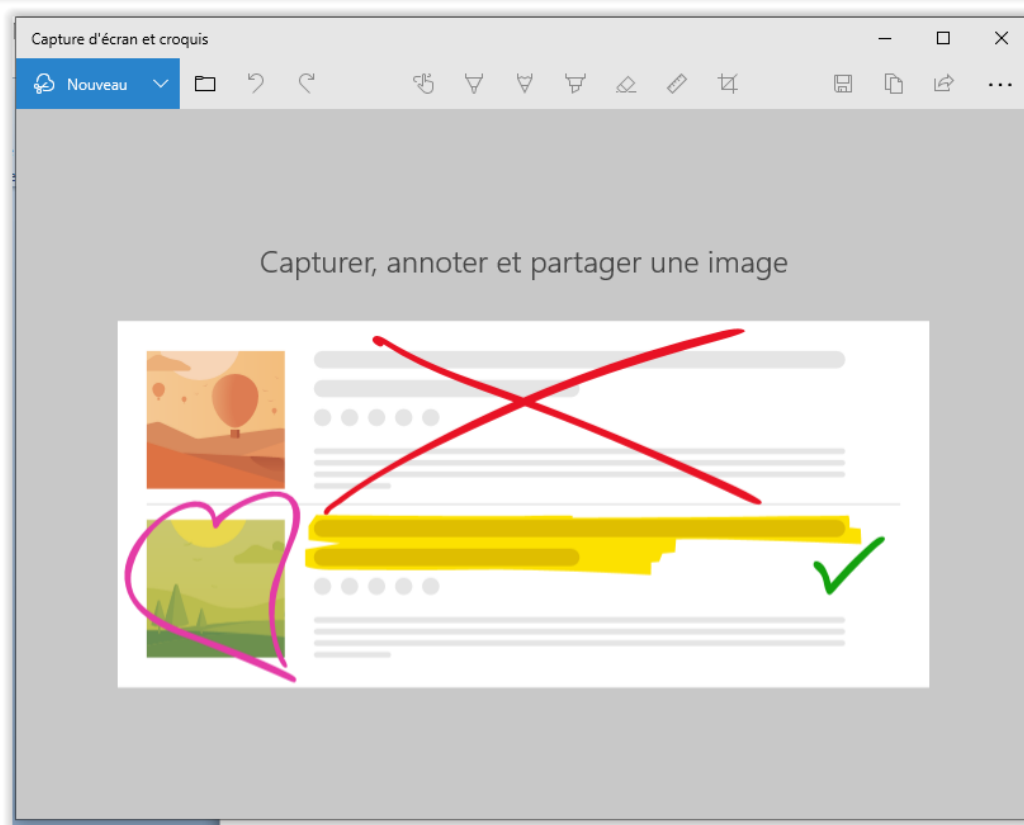 Capture d'écran et croquis
Nouveau
Capturer, annoter et partager une image